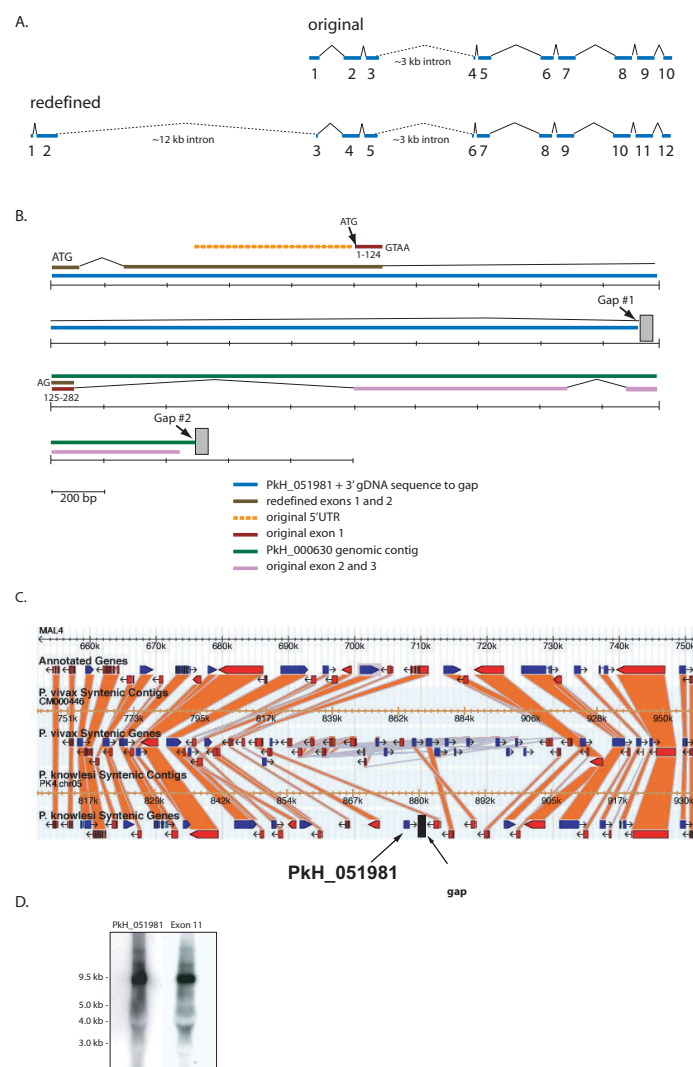 A.
original
~3 kb intron
1 2 3 4 5 6 7 8 9 10
redefined
~12 kb intron ~3 kb intron
1 2 3 4 5 6 7 8 9 10 11 12
B.
ATG
ATG GTAA
1-124
Gap #1
AG
125-282
Gap #2
200 bp
PkH_051981 + 3' gDNA sequence to gap
redefined exons 1 and 2
original 5'UTR
original exon 1
PkH_000630 genomic contig
original exon 2 and 3
C.
MAL4
660k 670k 680k 690k 700k 710k 720k 730k 740k 750k
Annotated Genes
P. vivax Syntenic Contigs
CM000446
751k 773k 795k 817k 839k 862k 884k 906k 928k 950k
P. vivax Syntenic Genes
P. knowlesi Syntenic Contigs
PK4.chr05
817k 829k 842k 854k 867k 880k 892k 905k 917k 930k
P. knowlesi Syntenic Genes
PkH_051981
gap
D.
PkH_051981 Exon 11
9.5 kb -
5.0 kb -
4.0 kb -
3.0 kb -